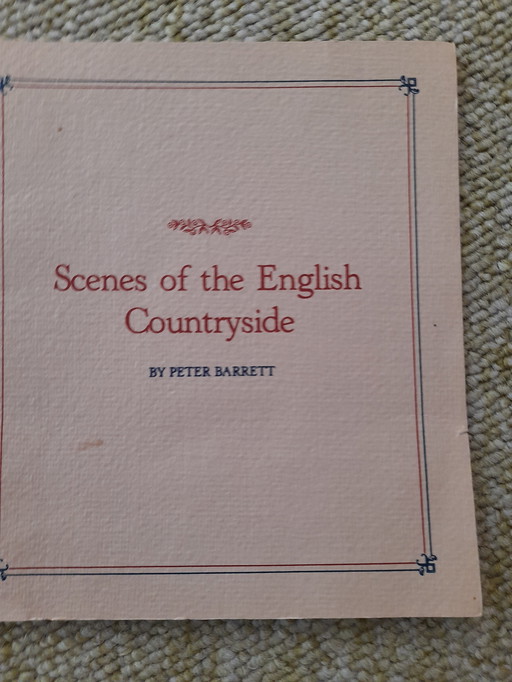 Scenes of the English
Countryside
BY PETER BARRETT